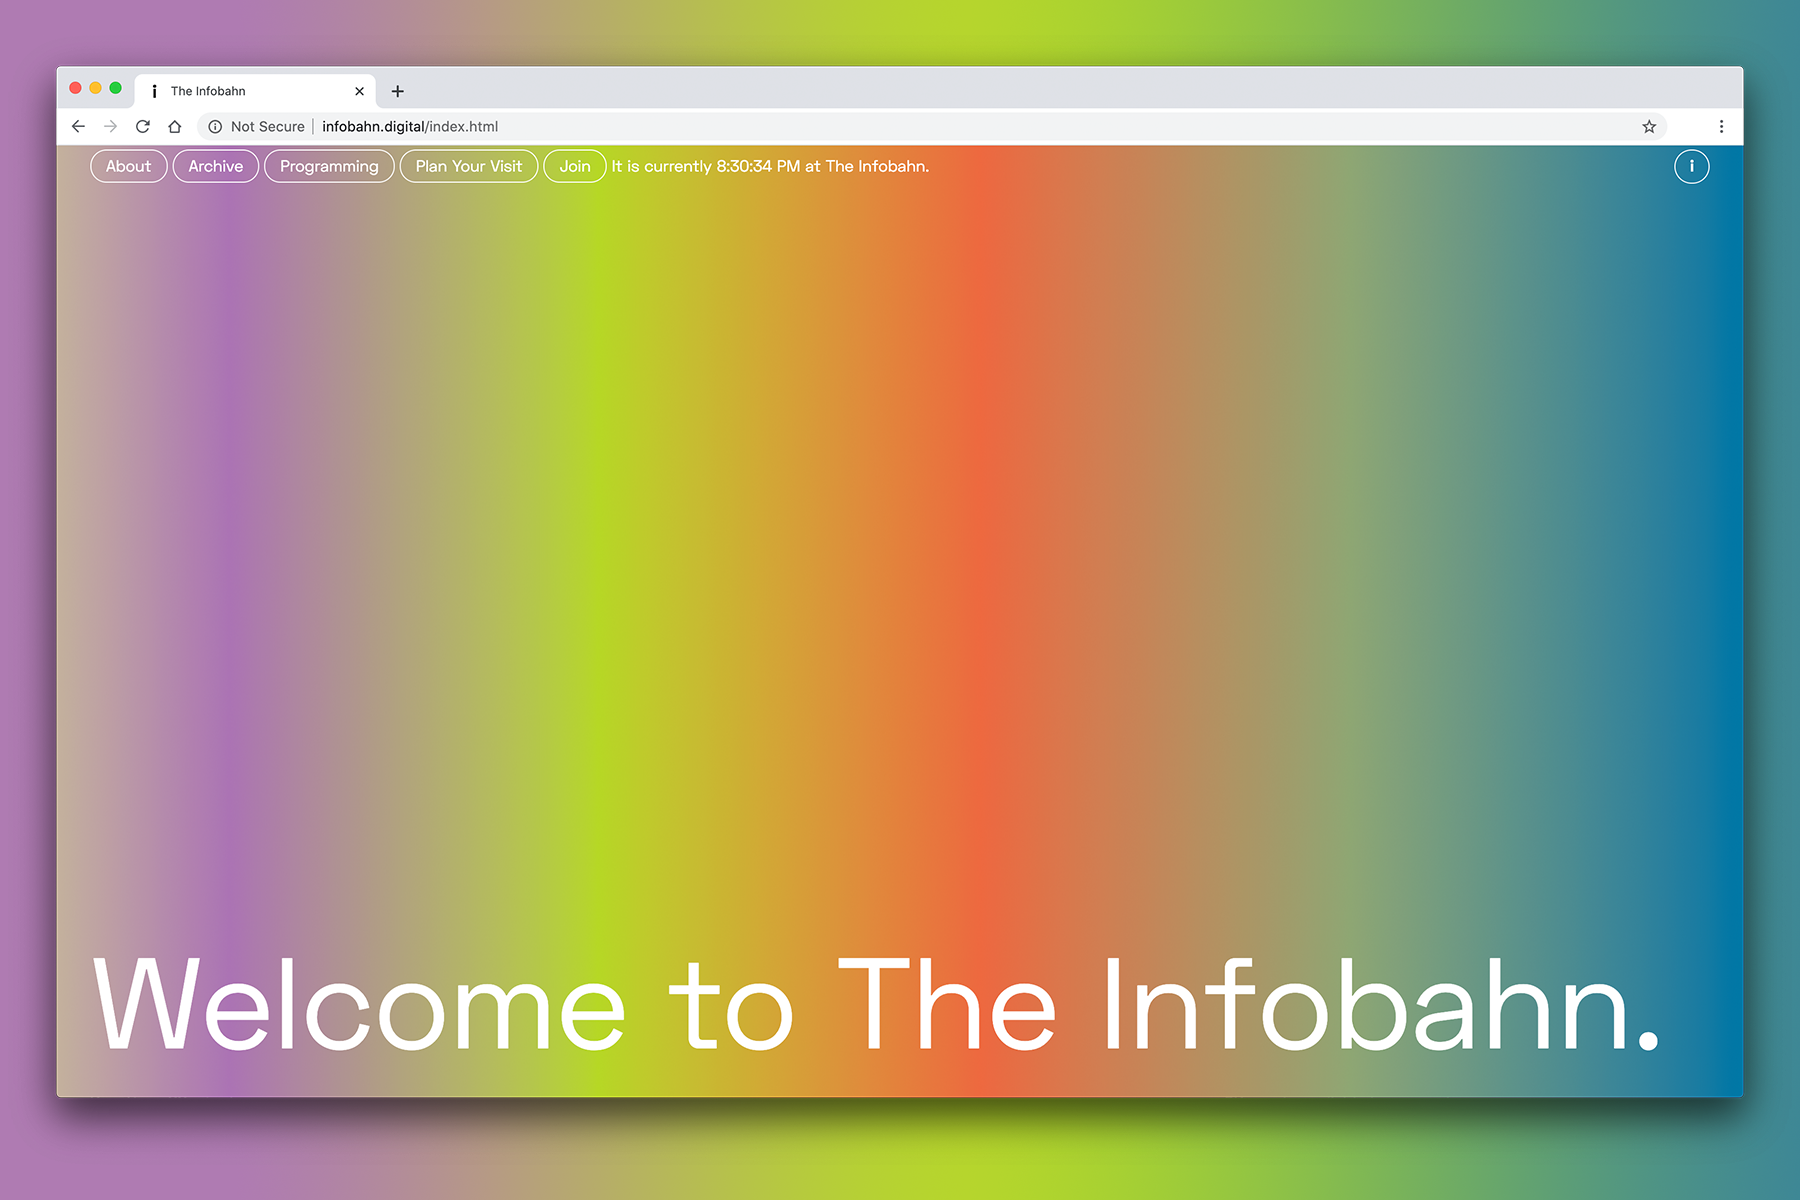 The Infobahn
Not Secure infobahn.digital/index.html
About Archive Programming Plan Your Visit Join It is currently 8:30:34 PM at The Infobahn. i
Welcome to The Infobahn.